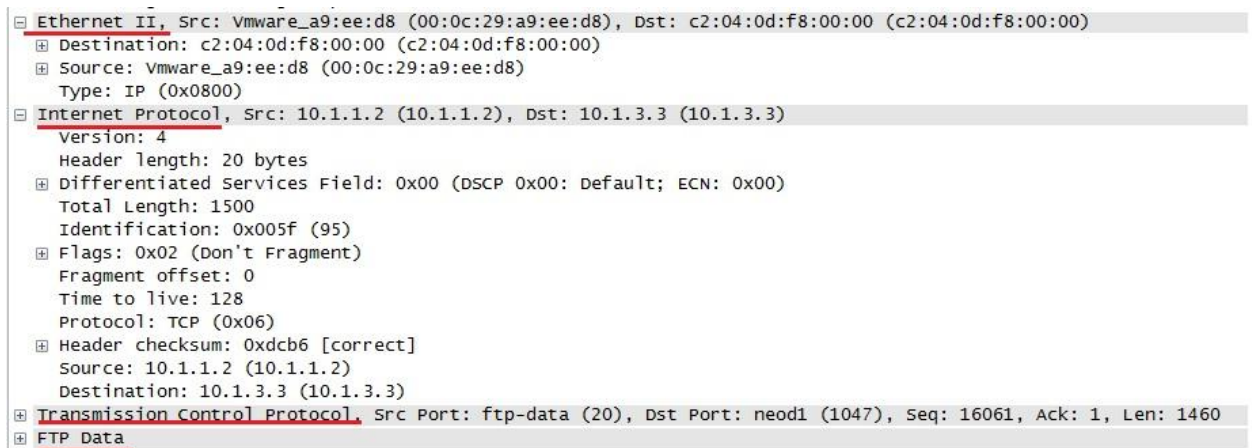 Ethernet II, Src: Vmware_a9:ee:d8 (00:0c:29:a9:ee:d8), Dst: c2:04:0d:f8:00:00 (c2:04:0d:f8:00:00)
Destination: c2:04:0d:f8:00:00 (c2:04:0d:f8:00:00)
Source: Vmware_a9:ee:d8 (00:0c:29:a9:ee:d8)
Type: IP (0x0800)
Internet Protocol, Src: 10.1.1.2 (10.1.1.2), Dst: 10.1.3.3 (10.1.3.3)
Version: 4
Header length: 20 bytes
Differentiated Services Field: 0x00 (DSCP 0x00: Default; ECN: 0x00)
Total Length: 1500
Identification: 0x005f (95)
Flags: 0x02 (Don't Fragment)
Fragment offset: 0
Time to live: 128
Protocol: TCP (0x06)
Header checksum: 0xdcb6 [correct]
Source: 10.1.1.2 (10.1.1.2)
Destination: 10.1.3.3 (10.1.3.3)
Transmission Control Protocol, Src Port: ftp-data (20), Dst Port: neod1 (1047), Seq: 16061, Ack: 1, Len: 1460
FTP Data